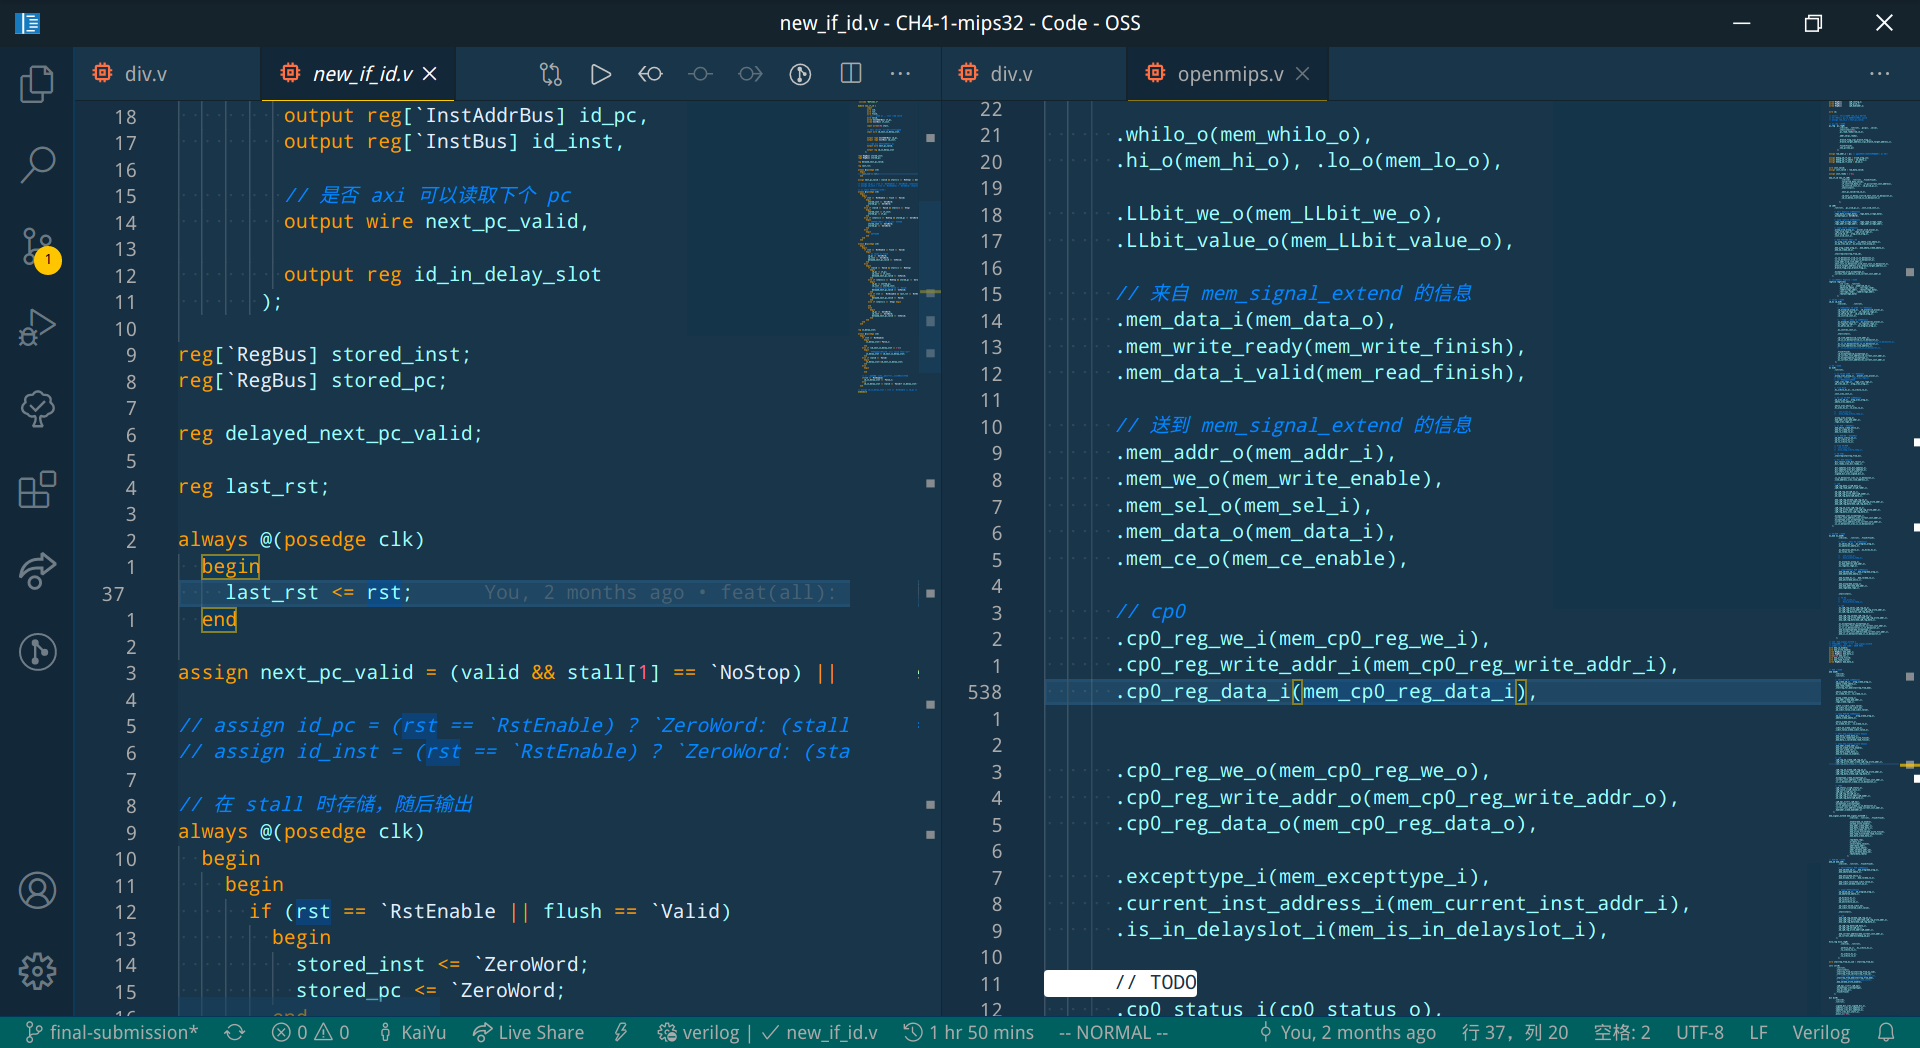 new_if_id.v - CH4-1-mips32 - Code - OSS
div.v
new_if_id.v
1
18 output reg[`InstAddrBus] id_pc,
17 output reg[`InstBus] id_inst,
16
15 // 是否 axi 可以读取下个 pc
14 output wire next_pc_valid,
13
12 output reg id_in_delay_slot
11 );
10
9 reg[`RegBus] stored_inst;
8 reg[`RegBus] stored_pc;
7
6 reg delayed_next_pc_valid;
5
4 reg last_rst;
3
2 always @(posedge clk)
1 begin
37 last_rst <= rst; You, 2 months ago • feat(all):
1 end
2
3 assign next_pc_valid = (valid && stall[1] == `NoStop) ||
4
5 // assign id_pc = (rst == `RstEnable) ? `ZeroWord: (stall
6 // assign id_inst = (rst == `RstEnable) ? `ZeroWord: (sta
7
8 // 在 stall 时存储，随后输出
9 always @(posedge clk)
10 begin
11 begin
12 if (rst == `RstEnable || flush == `Valid)
13 begin
14 stored_inst <= `ZeroWord;
15 stored_pc <= `ZeroWord;
16 end
div.v
openmips.v
22
21 .whilo_o(mem_whilo_o),
20 .hi_o(mem_hi_o), .lo_o(mem_lo_o),
19
18 .LLbit_we_o(mem_LLbit_we_o),
17 .LLbit_value_o(mem_LLbit_value_o),
16
15 // 来自 mem_signal_extend 的信息
14 .mem_data_i(mem_data_o),
13 .mem_write_ready(mem_write_finish),
12 .mem_data_i_valid(mem_read_finish),
11
10 // 送到 mem_signal_extend 的信息
9 .mem_addr_o(mem_addr_i),
8 .mem_we_o(mem_write_enable),
7 .mem_sel_o(mem_sel_i),
6 .mem_data_o(mem_data_i),
5 .mem_ce_o(mem_ce_enable),
4
3 // cp0
2 .cp0_reg_we_i(mem_cp0_reg_we_i),
1 .cp0_reg_write_addr_i(mem_cp0_reg_write_addr_i),
538 .cp0_reg_data_i(mem_cp0_reg_data_i),
1
2
3 .cp0_reg_we_o(mem_cp0_reg_we_o),
4 .cp0_reg_write_addr_o(mem_cp0_reg_write_addr_o),
5 .cp0_reg_data_o(mem_cp0_reg_data_o),
6
7 .excepttype_i(mem_excepttype_i),
8 .current_inst_address_i(mem_current_inst_addr_i),
9 .is_in_delayslot_i(mem_is_in_delayslot_i),
10
11 // TODO
12 .cp0_status_i(cp0_status_o),
final-submission* 0 0 KaiYu Live Share verilog | new_if_id.v 1 hr 50 mins -- NORMAL -- You, 2 months ago 行 37，列 20 空格: 2 UTF-8 LF Verilog